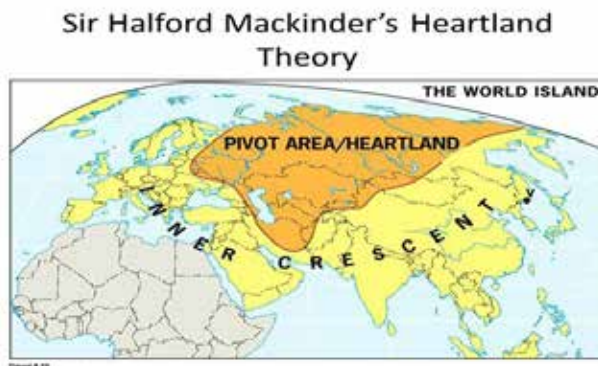 Sir Halford Mackinder’s Heartland
Theory
THE WORLD ISLAND
PIVOT AREA/HEARTLAND
INNER CRESCENT